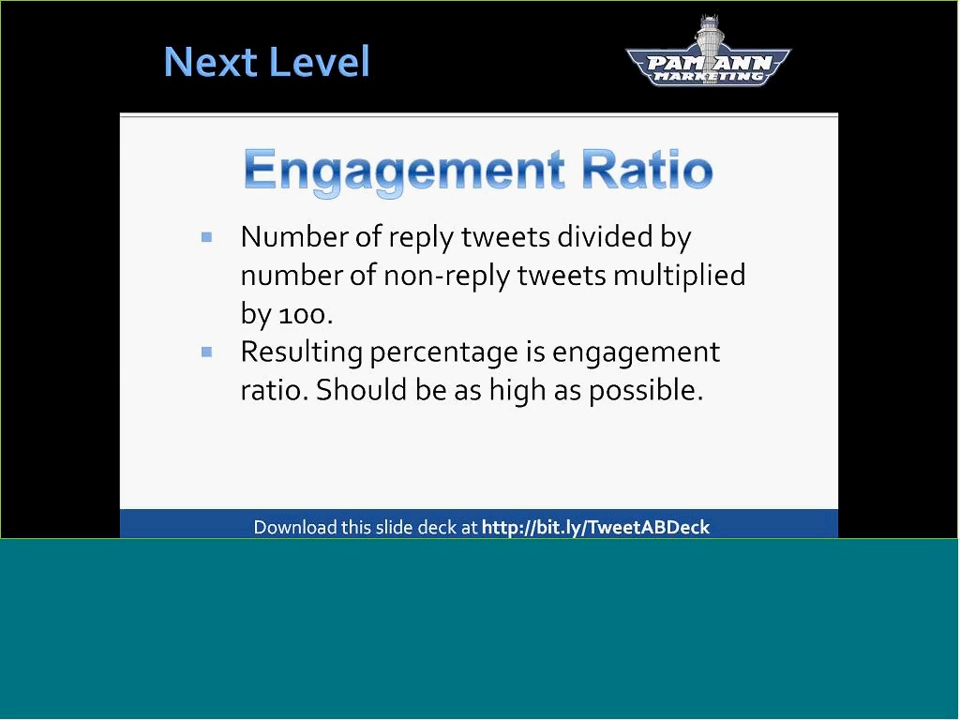 Next Level
PAM ANN
MARKETING
Engagement Ratio
Number of reply tweets divided by
number of non-reply tweets multiplied
by 100.
Resulting percentage is engagement
ratio. Should be as high as possible.
Download this slide deck at http://bit.ly/TweetABDeck